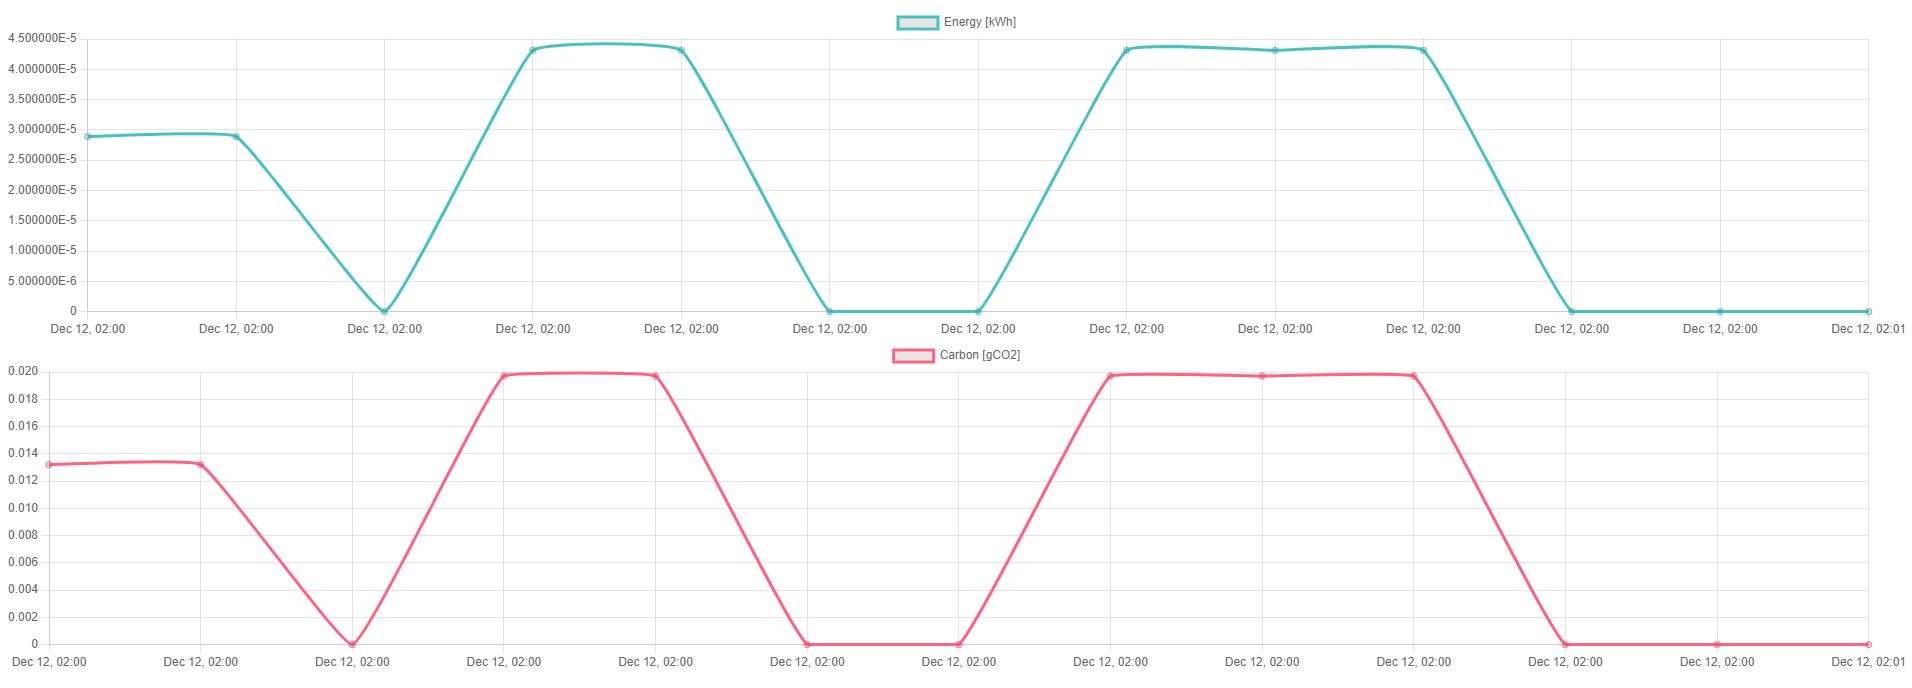 Energy [kWh]
4.500000E-5
4.000000E-5
3.500000E-5
3.000000E-5
2.500000E-5
2.000000E-5
1.500000E-5
1.000000E-5
5.000000E-6
0
Dec 12, 02:00 Dec 12, 02:00 Dec 12, 02:00 Dec 12, 02:00 Dec 12, 02:00 Dec 12, 02:00 Dec 12, 02:00 Dec 12, 02:00 Dec 12, 02:00 Dec 12, 02:00 Dec 12, 02:00 Dec 12, 02:00 Dec 12, 02:01
Carbon [gCO2]
0.020
0.018
0.016
0.014
0.012
0.010
0.008
0.006
0.004
0.002
0
Dec 12, 02:00 Dec 12, 02:00 Dec 12, 02:00 Dec 12, 02:00 Dec 12, 02:00 Dec 12, 02:00 Dec 12, 02:00 Dec 12, 02:00 Dec 12, 02:00 Dec 12, 02:00 Dec 12, 02:00 Dec 12, 02:00 Dec 12, 02:01